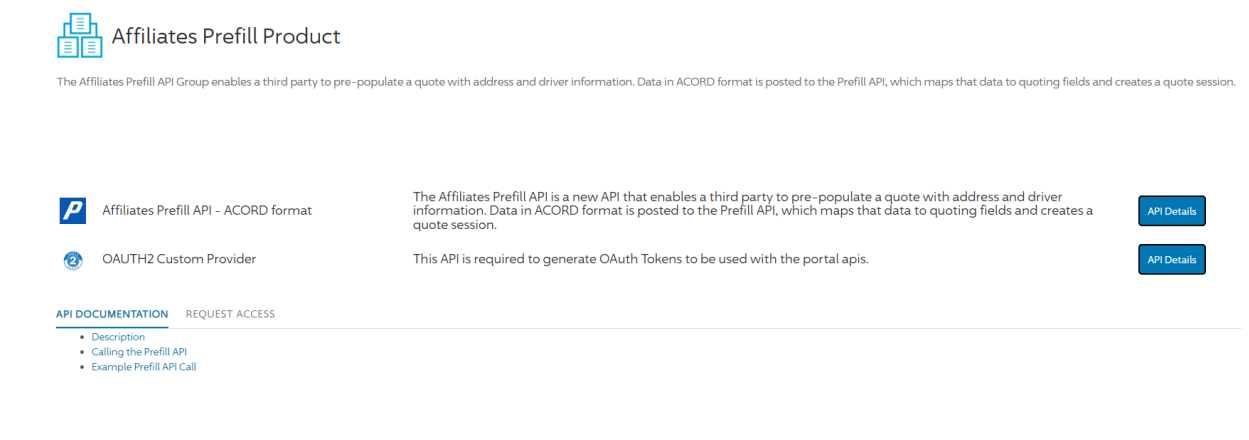 Affiliates Prefill Product
The Affiliates Prefill API Group enables a third party to pre-populate a quote with address and driver information. Data in ACORD format is posted to the Prefill API, which maps that data to quoting fields and creates a quote session.
P
Affiliates Prefill API - ACORD format
The Affiliates Prefill API is a new API that enables a third party to pre-populate a quote with address and driver
information. Data in ACORD format is posted to the Prefill API, which maps that data to quoting fields and creates a
quote session.
API Details
2
OAUTH2 Custom Provider
This API is required to generate OAuth Tokens to be used with the portal apis.
API Details
API DOCUMENTATION REQUEST ACCESS
• Description
• Calling the Prefill API
• Example Prefill API Call